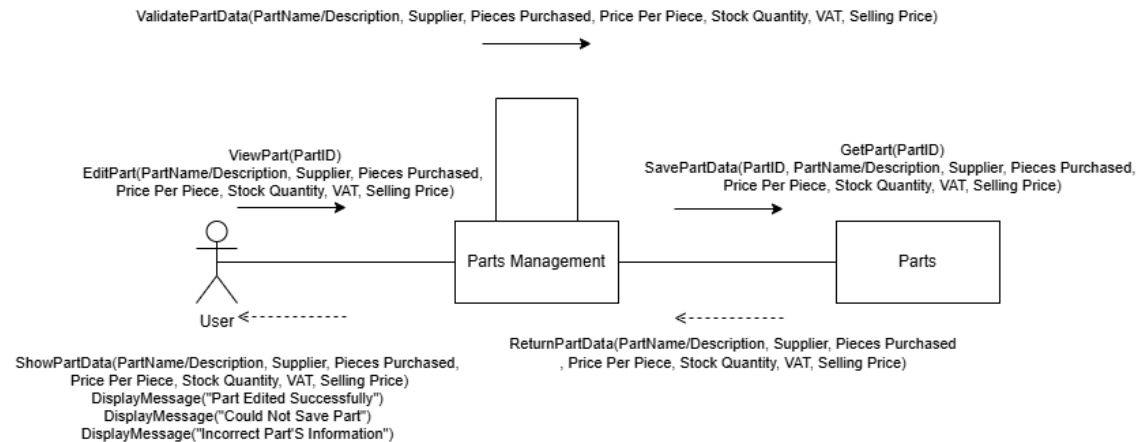 ValidatePartData(PartName/Description, Supplier, Pieces Purchased, Price Per Piece, Stock Quantity, VAT, Selling Price)
ViewPart(PartID)
EditPart(PartName/Description, Supplier, Pieces Purchased,
Price Per Piece, Stock Quantity, VAT, Selling Price)
GetPart(PartID)
SavePartData(PartID, PartName/Description, Supplier, Pieces Purchased,
Price Per Piece, Stock Quantity, VAT, Selling Price)
Parts Management
Parts
User
ShowPartData(PartName/Description, Supplier, Pieces Purchased,
Price Per Piece, Stock Quantity, VAT, Selling Price)
DisplayMessage("Part Edited Successfully")
DisplayMessage("Could Not Save Part")
DisplayMessage("Incorrect Part'S Information")
ReturnPartData(PartName/Description, Supplier, Pieces Purchased
, Price Per Piece, Stock Quantity, VAT, Selling Price)